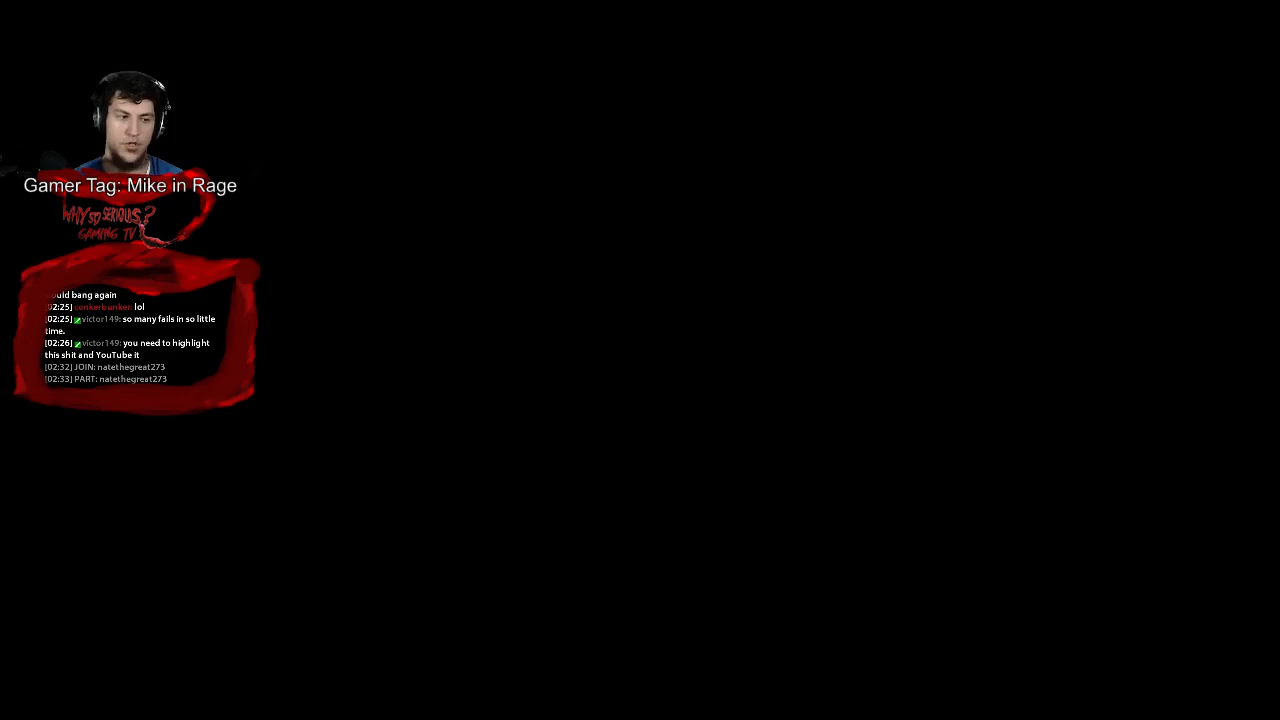 Gamer Tag: Mike in Rage
WHY SO SERIOUS?
GAMING TV
ould bang again
[02:25] conkerbunker: lol
[02:25] victor149: so many fails in so little
time.
[02:26] victor149: you need to highlight
this shit and YouTube it
[02:32] JOIN: natethegreat273
[02:33] PART: natethegreat273